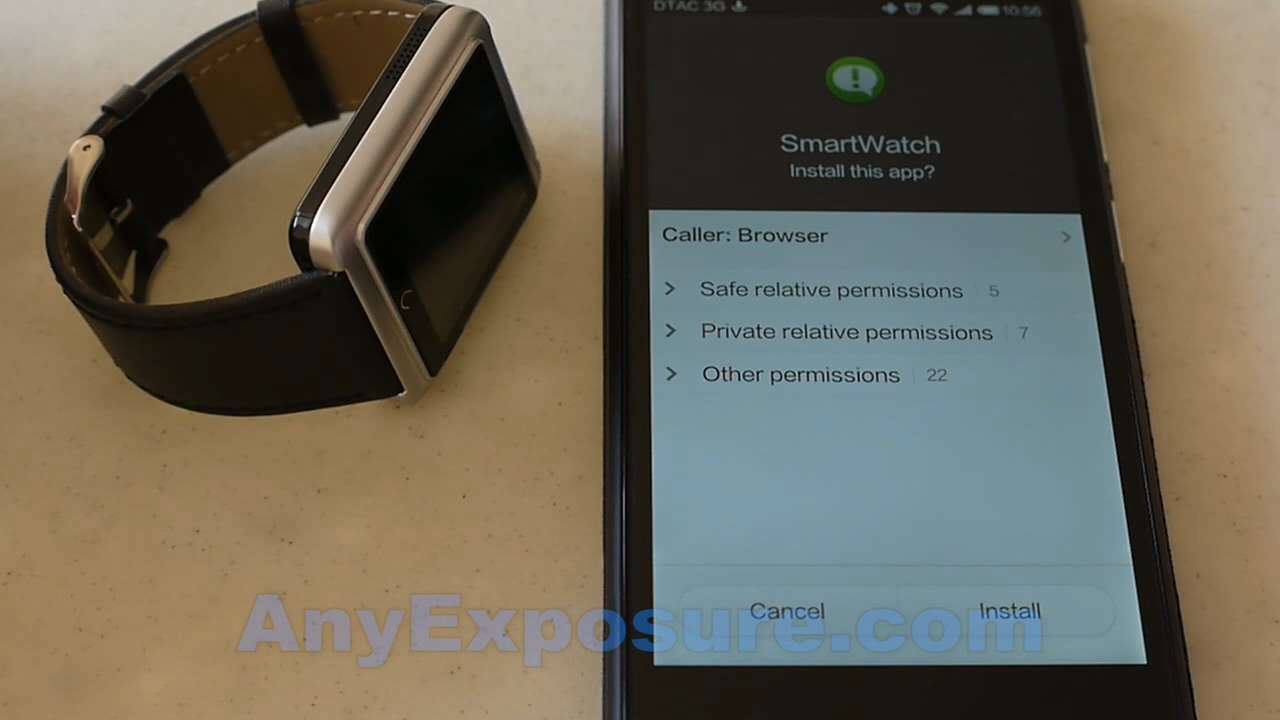 DTAC 3G 10:56
SmartWatch
Install this app?
Caller: Browser
Safe relative permissions 5
Private relative permissions 7
Other permissions 22
Cancel Install
AnyExposure.com